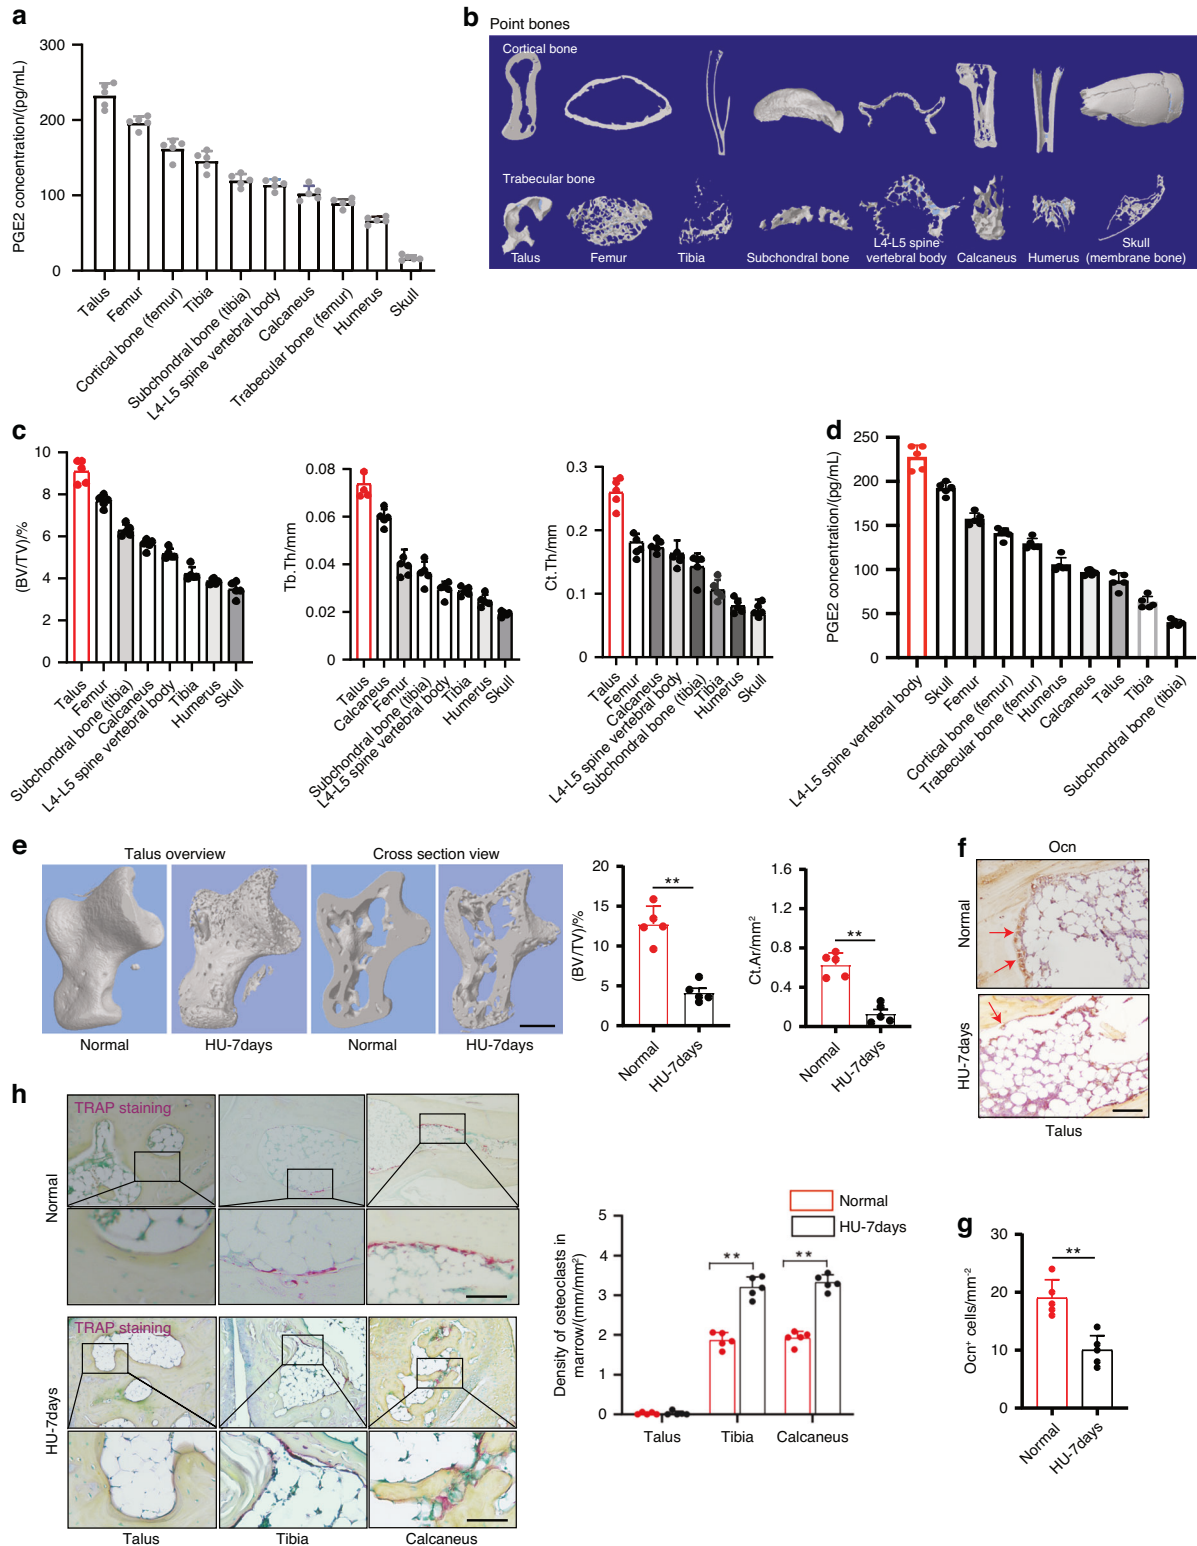 a
PGE2 concentration/(pg/mL)
300
200
100
0
Talus
Femur
Cortical bone (femur)
Tibia
Subchondral bone (tibia)
L4-L5 spine vertebral body
Calcaneus
Trabecular bone (femur)
Humerus
Skull
b
Point bones
Cortical bone
Trabecular bone
Talus
Femur
Tibia
Subchondral bone
L4-L5 spine
vertebral body
Calcaneus
Humerus
Skull
(membrane bone)
c
(BV/TV)/%
10
8
6
4
2
0
Talus
Femur
Subchondral bone (tibia)
Calcaneus
L4-L5 spine vertebral body
Tibia
Humerus
Skull
Tb.Th/mm
0.08
0.06
0.04
0.02
0
Talus
Calcaneus
Femur
Subchondral bone (tibia)
L4-L5 spine vertebral body
Tibia
Humerus
Skull
Ct.Th/mm
0.3
0.2
0.1
0
Talus
Femur
Calcaneus
L4-L5 spine vertebral body
Subchondral bone (tibia)
Tibia
Humerus
Skull
d
PGE2 concentration/(pg/mL)
250
200
150
100
50
0
L4-L5 spine vertebral body
Skull
Femur
Cortical bone (femur)
Trabecular bone (femur)
Humerus
Calcaneus
Talus
Tibia
Subchondral bone (tibia)
e
Talus overview
Cross section view
Normal
HU-7days
Normal
HU-7days
(BV/TV)/%
20
15
10
5
0
**
Normal
HU-7days
Ct.Ar/mm²
1.6
1.2
0.8
0.4
0
**
Normal
HU-7days
f
Ocn
Normal
HU-7days
Talus
h
Normal
TRAP staining
HU-7days
TRAP staining
Talus
Tibia
Calcaneus
Normal
HU-7days
Density of osteoclasts in
marrow/(mm/mm²)
5
4
3
2
1
0
**
**
Talus
Tibia
Calcaneus
g
Ocn⁺ cells/mm⁻²
30
20
10
0
**
Normal
HU-7days